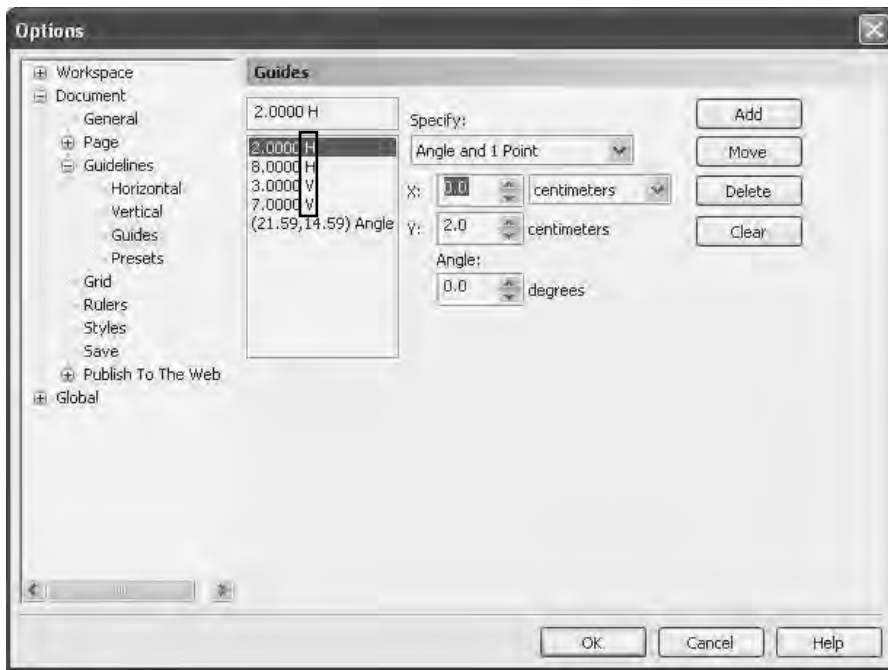 Options
Workspace
Document
General
Page
Guidelines
Horizontal
Vertical
Guides
Presets
Grid
Rulers
Styles
Save
Publish To The Web
Global
Guides
2.0000 H
2.0000 H
8.0000 H
3.0000 V
7.0000 V
(21.59,14.59) Angle
Specify:
Angle and 1 Point
X: 0.0 centimeters
Y: 2.0 centimeters
Angle:
0.0 degrees
Add
Move
Delete
Clear
OK Cancel Help